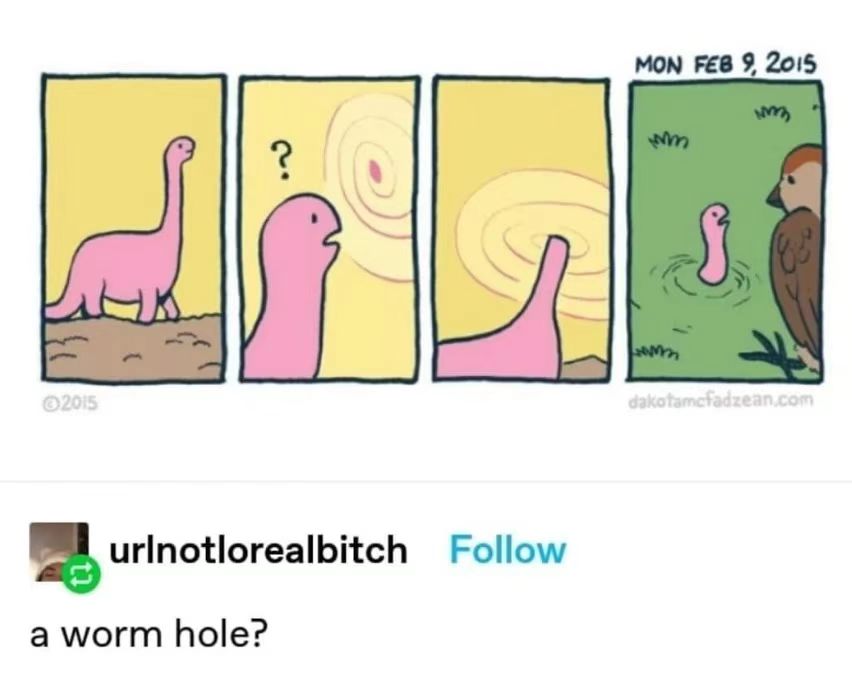 MON FEB 9, 2015
?
©2015
dakotamcfadzean.com
urlnotlorealbitch Follow
a worm hole?